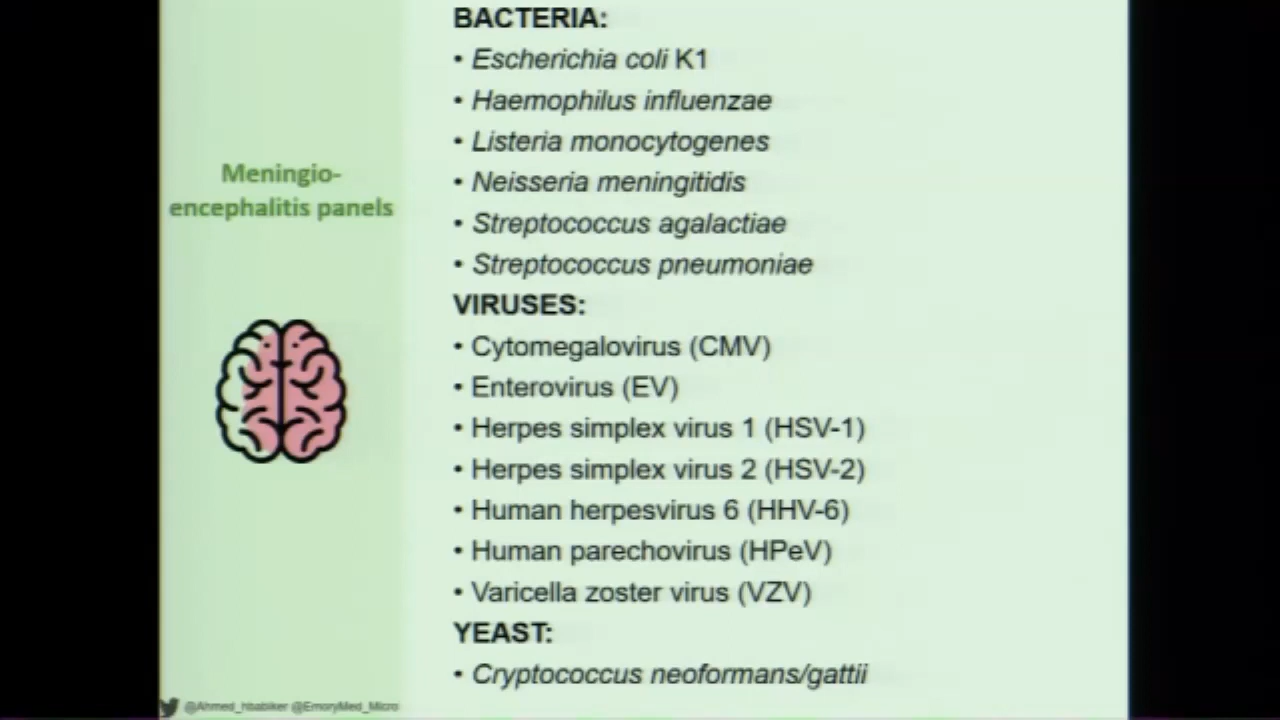 BACTERIA:
• Escherichia coli K1
• Haemophilus influenzae
• Listeria monocytogenes
• Neisseria meningitidis
• Streptococcus agalactiae
• Streptococcus pneumoniae
VIRUSES:
• Cytomegalovirus (CMV)
• Enterovirus (EV)
• Herpes simplex virus 1 (HSV-1)
• Herpes simplex virus 2 (HSV-2)
• Human herpesvirus 6 (HHV-6)
• Human parechovirus (HPeV)
• Varicella zoster virus (VZV)
YEAST:
• Cryptococcus neoformans/gattii
Meningio-
encephalitis panels
@Ahmed_hbabiker @EmoryMed_Micro